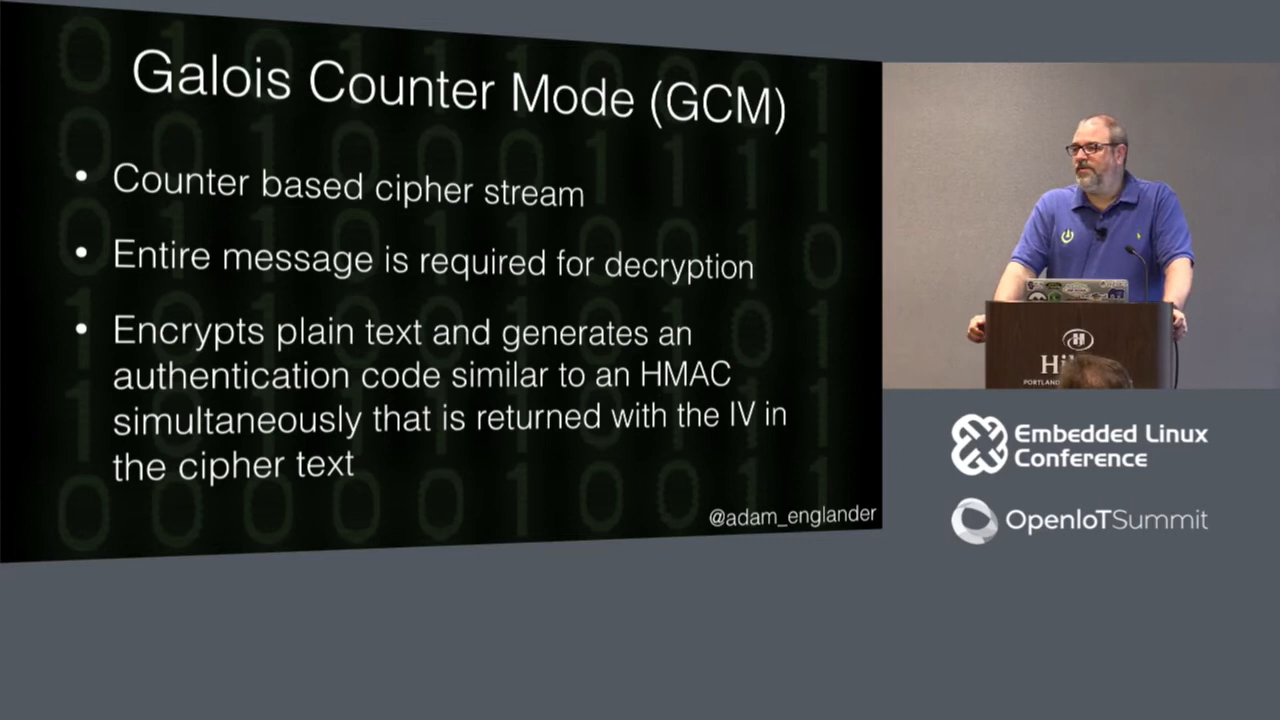 Galois Counter Mode (GCM)
• Counter based cipher stream
• Entire message is required for decryption
• Encrypts plain text and generates an
authentication code similar to an HMAC
simultaneously that is returned with the IV in
the cipher text
@adam_englander
PORTLAND
Embedded Linux
Conference
OpenIoTSummit